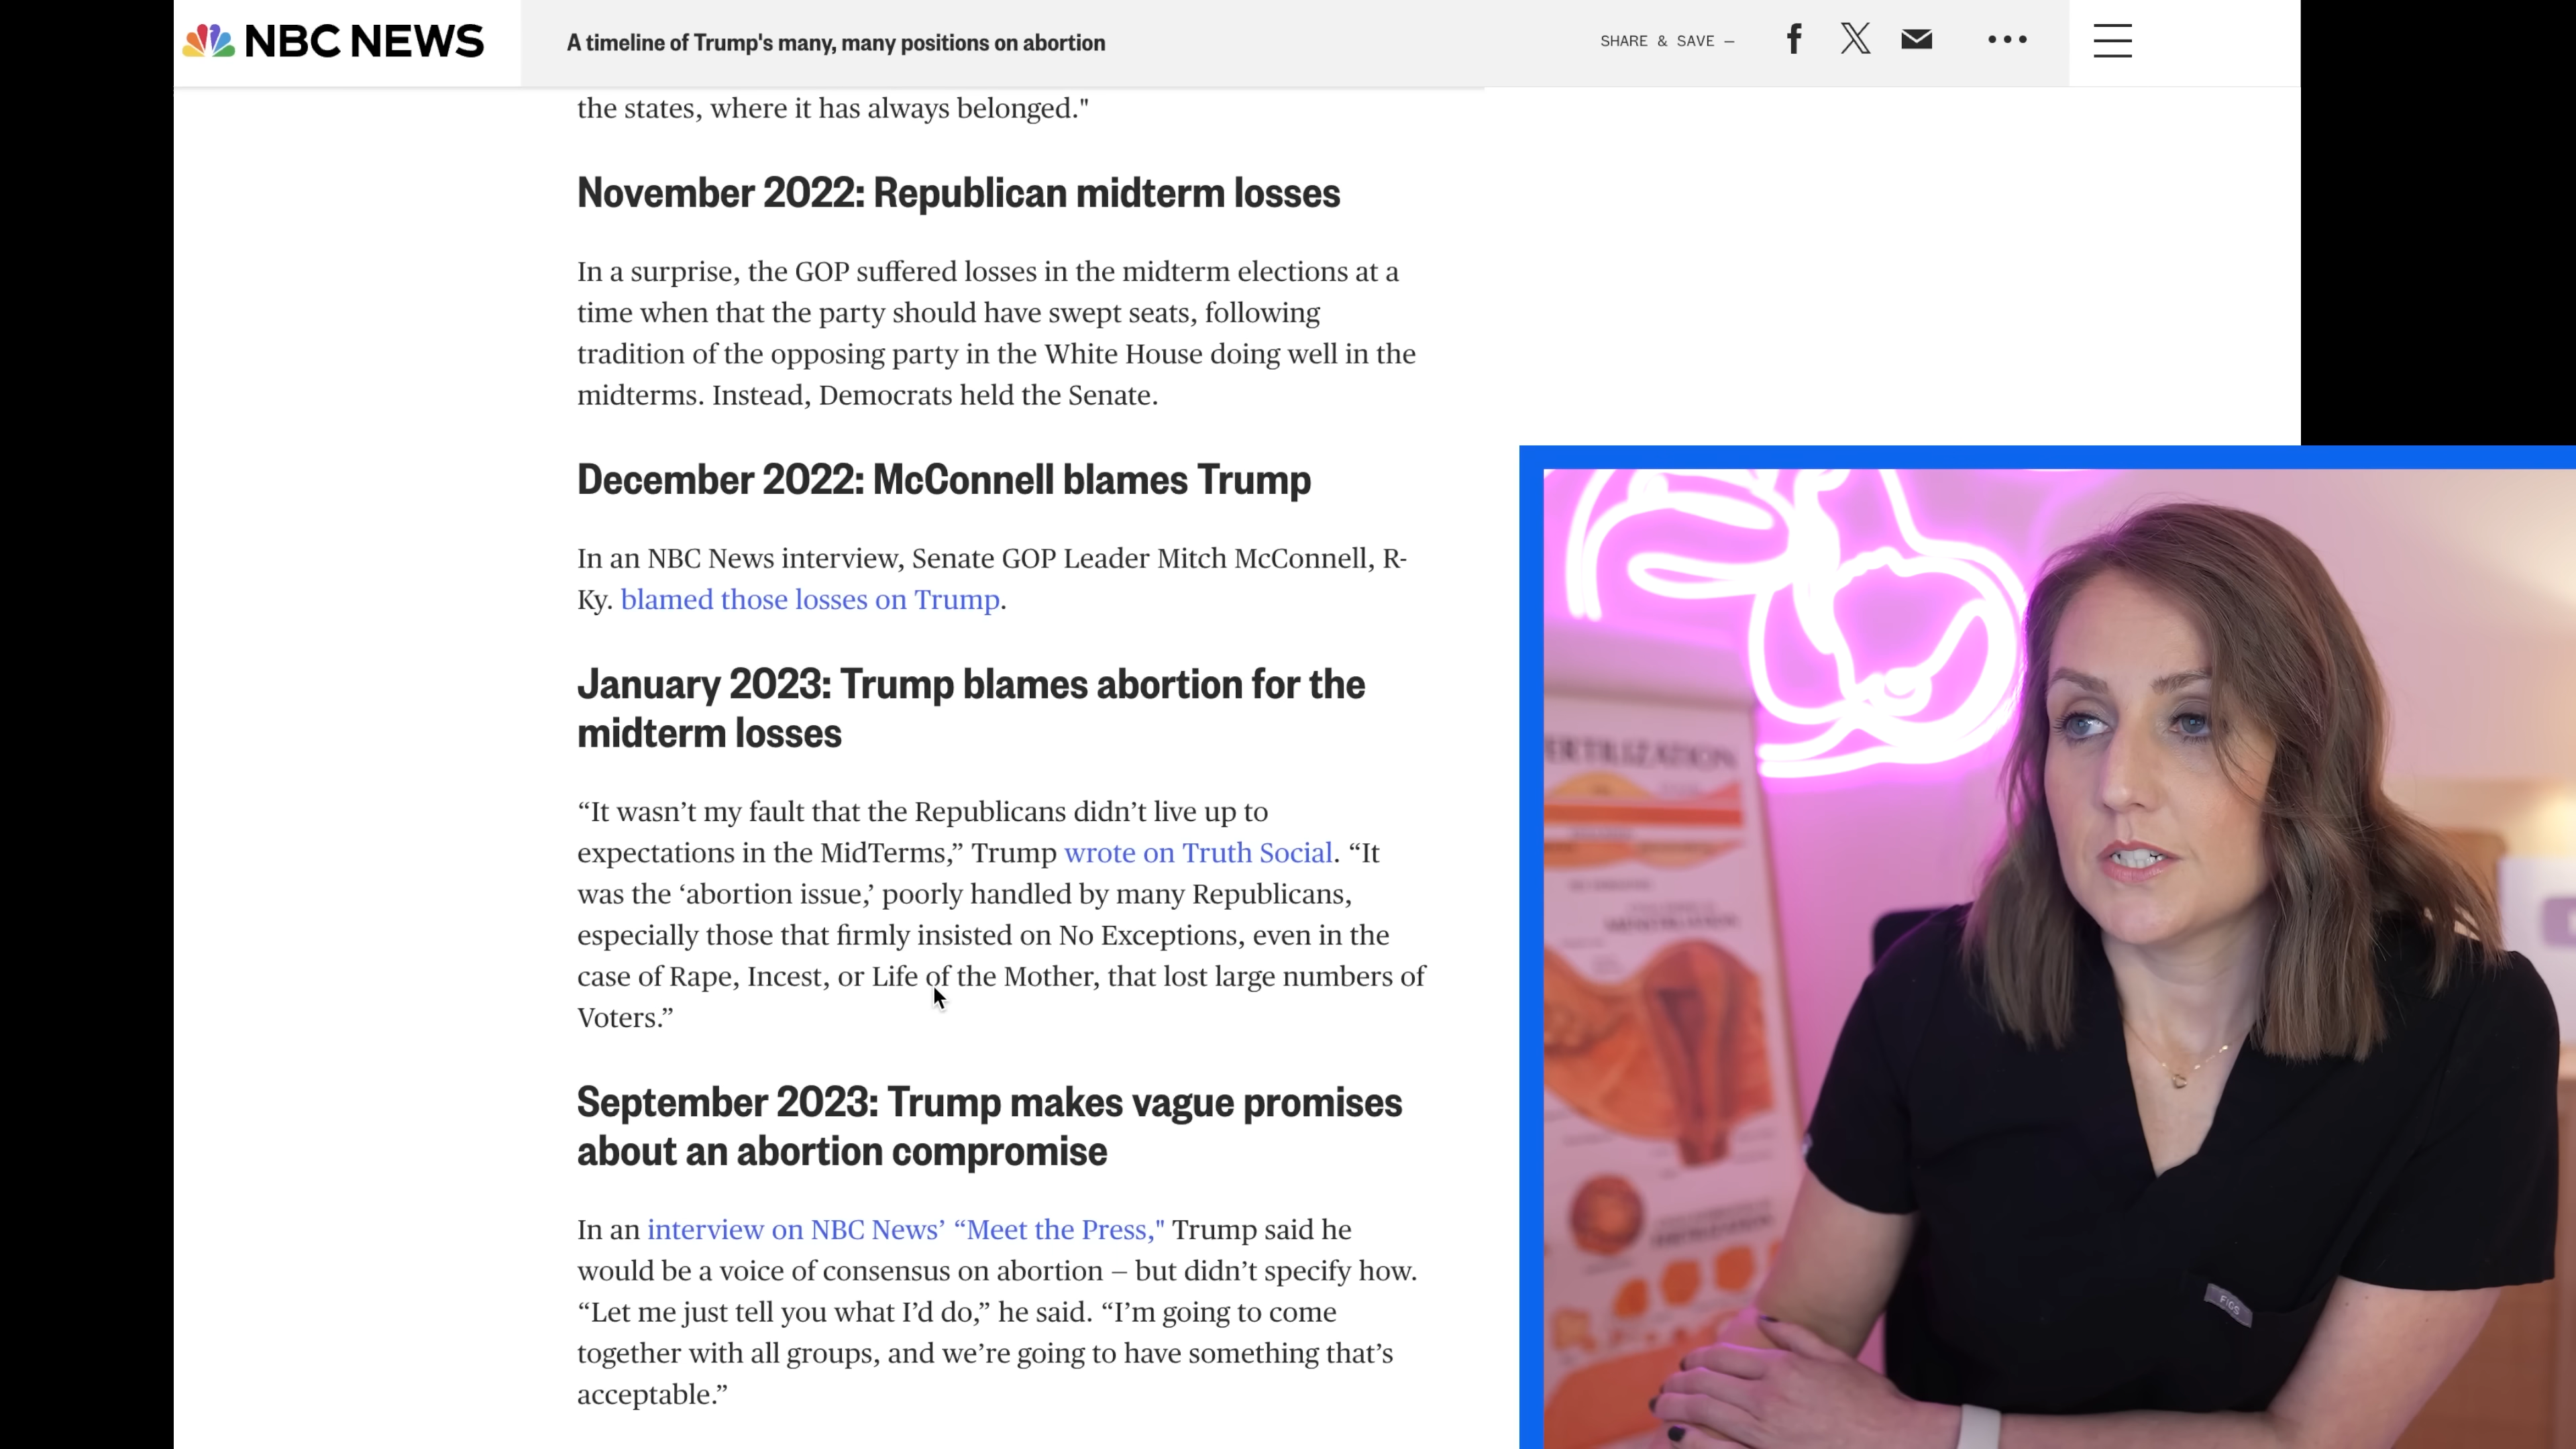 NBC NEWS
A timeline of Trump's many, many positions on abortion
SHARE & SAVE —
the states, where it has always belonged."
November 2022: Republican midterm losses
In a surprise, the GOP suffered losses in the midterm elections at a
time when that the party should have swept seats, following
tradition of the opposing party in the White House doing well in the
midterms. Instead, Democrats held the Senate.
December 2022: McConnell blames Trump
In an NBC News interview, Senate GOP Leader Mitch McConnell, R-
Ky. blamed those losses on Trump.
January 2023: Trump blames abortion for the
midterm losses
“It wasn’t my fault that the Republicans didn’t live up to
expectations in the MidTerms,” Trump wrote on Truth Social. “It
was the ‘abortion issue,’ poorly handled by many Republicans,
especially those that firmly insisted on No Exceptions, even in the
case of Rape, Incest, or Life of the Mother, that lost large numbers of
Voters.”
September 2023: Trump makes vague promises
about an abortion compromise
In an interview on NBC News’ “Meet the Press," Trump said he
would be a voice of consensus on abortion — but didn’t specify how.
“Let me just tell you what I’d do,” he said. “I’m going to come
together with all groups, and we’re going to have something that’s
acceptable.”
ERTILIZATION
MENSTRUATION
FIGS